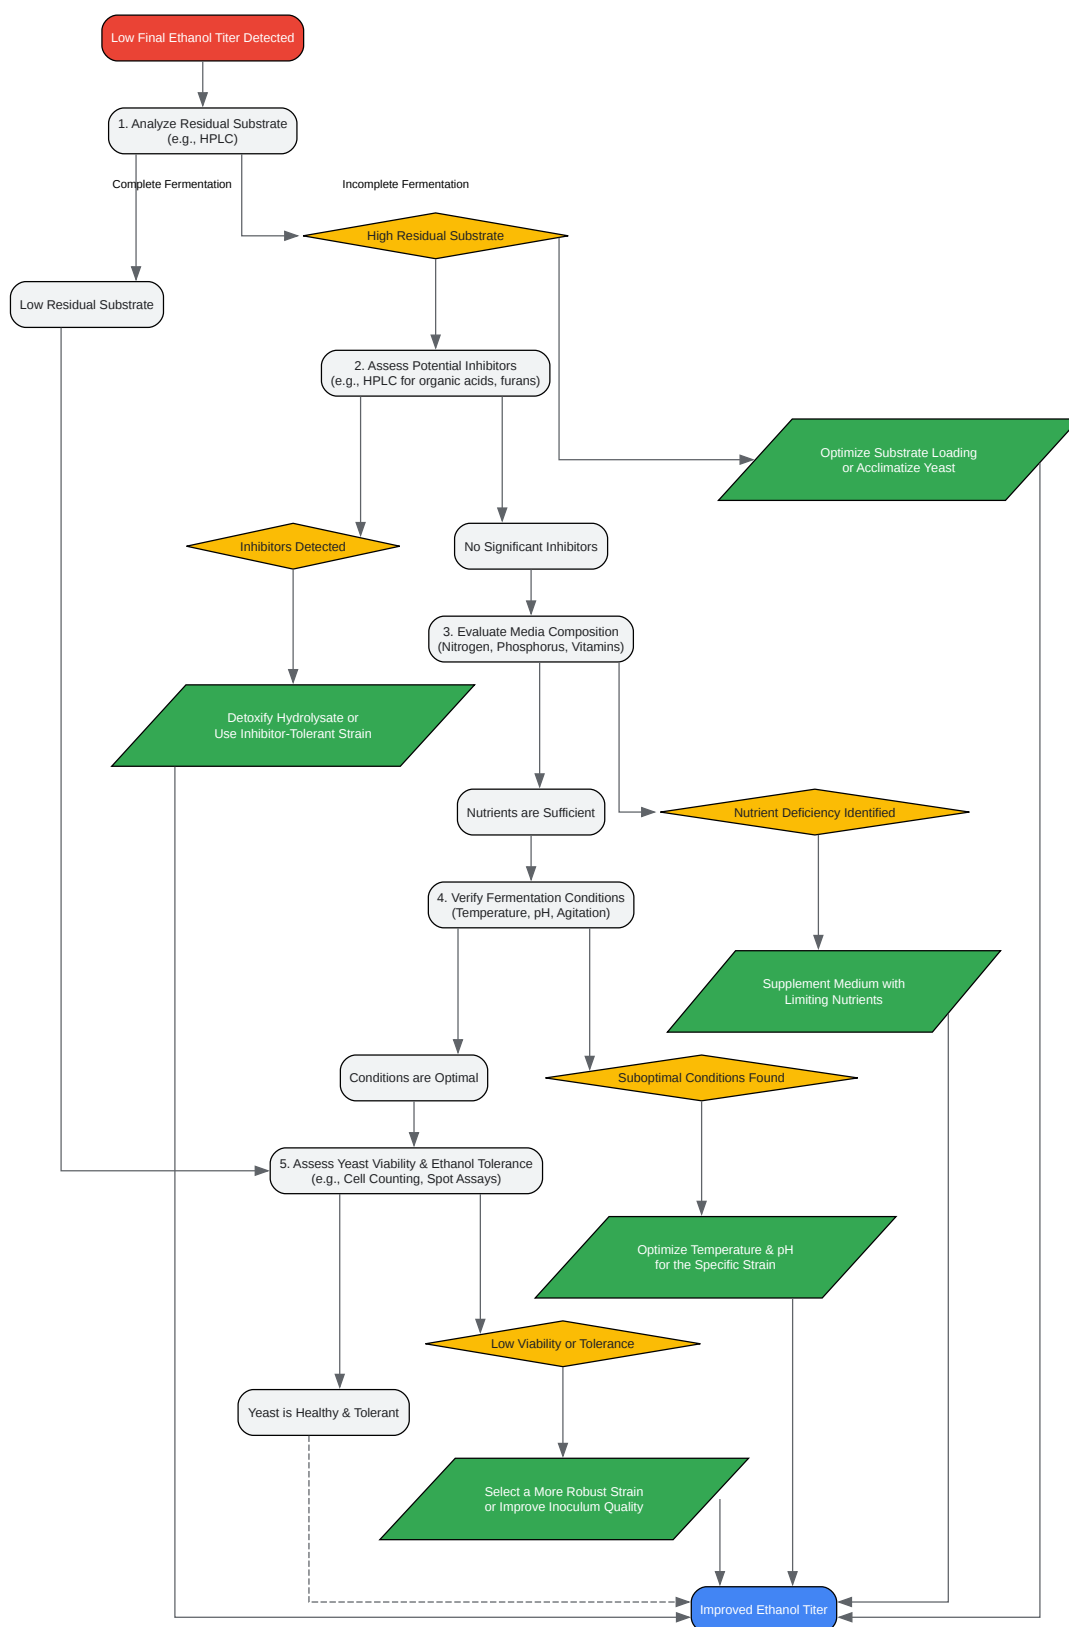 Low Final Ethanol Titer Detected
1. Analyze Residual Substrate
(e.g., HPLC)
Complete Fermentation
Incomplete Fermentation
High Residual Substrate
Low Residual Substrate
2. Assess Potential Inhibitors
(e.g., HPLC for organic acids, furans)
Optimize Substrate Loading
or Acclimatize Yeast
Inhibitors Detected
No Significant Inhibitors
3. Evaluate Media Composition
(Nitrogen, Phosphorus, Vitamins)
Detoxify Hydrolysate or
Use Inhibitor-Tolerant Strain
Nutrients are Sufficient
Nutrient Deficiency Identified
4. Verify Fermentation Conditions
(Temperature, pH, Agitation)
Supplement Medium with
Limiting Nutrients
Conditions are Optimal
Suboptimal Conditions Found
5. Assess Yeast Viability & Ethanol Tolerance
(e.g., Cell Counting, Spot Assays)
Optimize Temperature & pH
for the Specific Strain
Low Viability or Tolerance
Yeast is Healthy & Tolerant
Select a More Robust Strain
or Improve Inoculum Quality
Improved Ethanol Titer